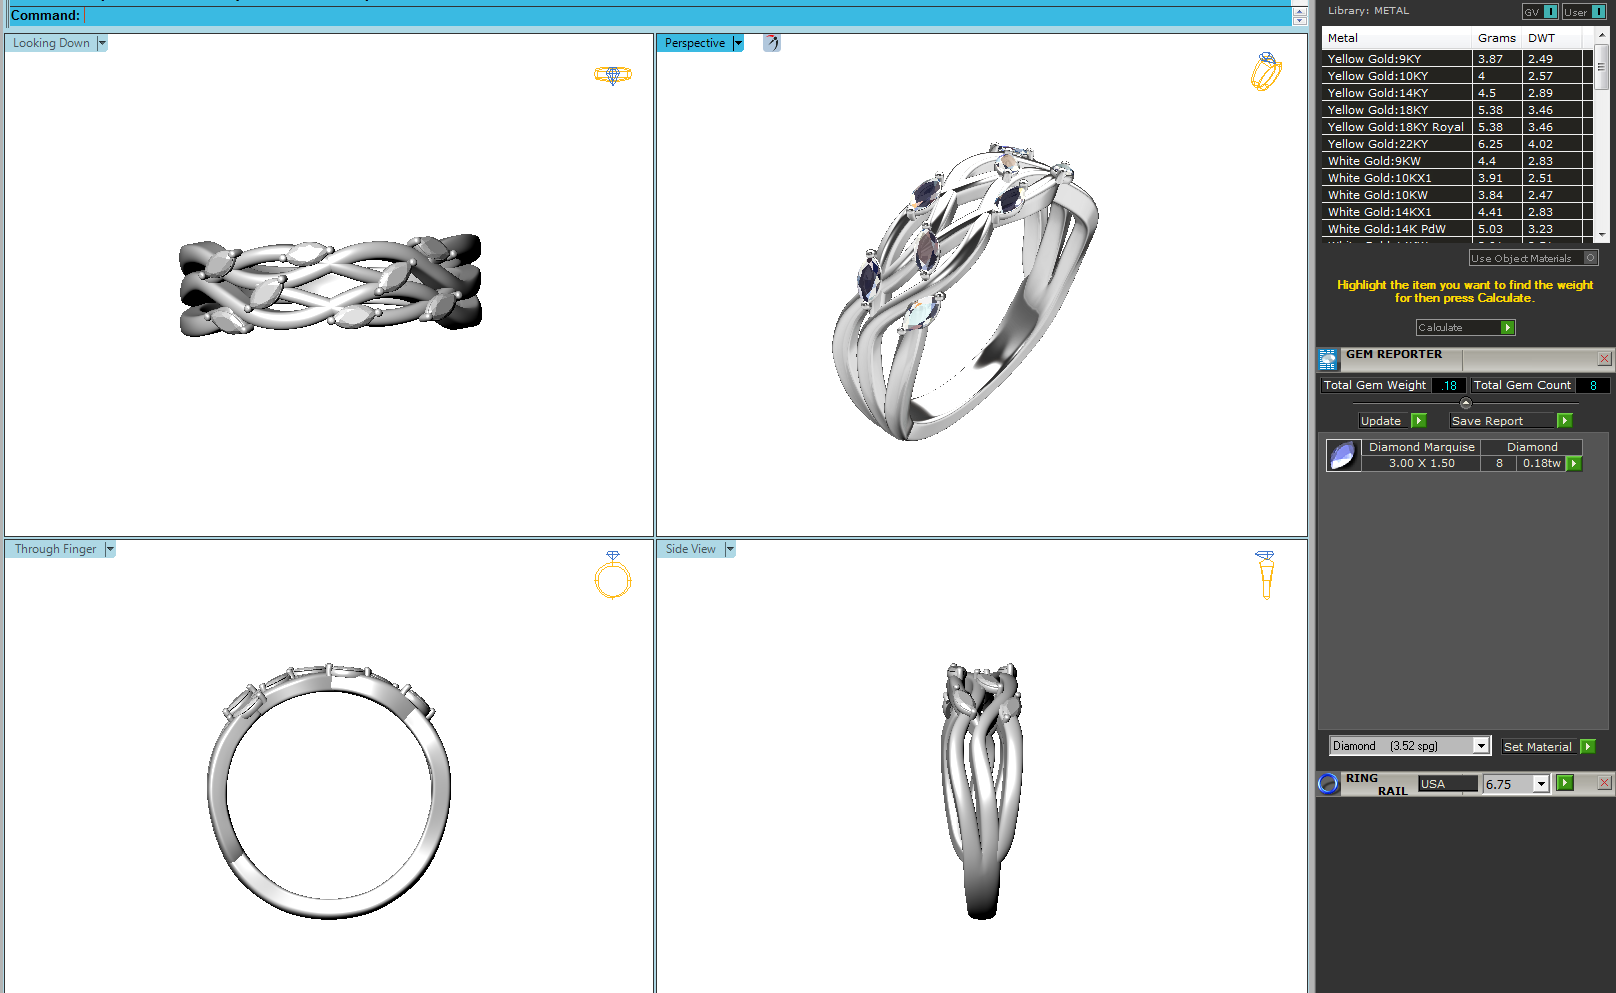 Command:
Looking Down
Perspective
Through Finger
Side View
Library: METAL
GV
User
Metal Grams DWT
Yellow Gold:9KY 3.87 2.49
Yellow Gold:10KY 4 2.57
Yellow Gold:14KY 4.5 2.89
Yellow Gold:18KY 5.38 3.46
Yellow Gold:18KY Royal 5.38 3.46
Yellow Gold:22KY 6.25 4.02
White Gold:9KW 4.4 2.83
White Gold:10KX1 3.91 2.51
White Gold:10KW 3.84 2.47
White Gold:14KX1 4.41 2.83
White Gold:14K PdW 5.03 3.23
Use Object Materials
Highlight the item you want to find the weight
for then press Calculate.
Calculate
GEM REPORTER
Total Gem Weight .18 Total Gem Count 8
Update Save Report
Diamond Marquise Diamond
3.00 X 1.50 8 0.18tw
Diamond (3.52 spg) Set Material
RING
RAIL USA 6.75